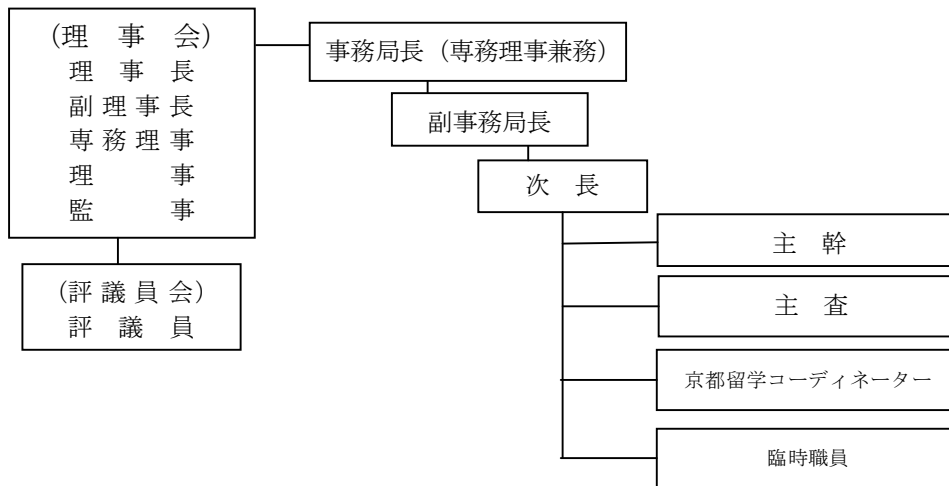 (理事会)
理事長
副理事長
専務理事
理事
監事
(評議員会)
評議員
事務局長(専務理事兼務)
副事務局長
次長
主幹
主査
京都留学コーディネーター
臨時職員